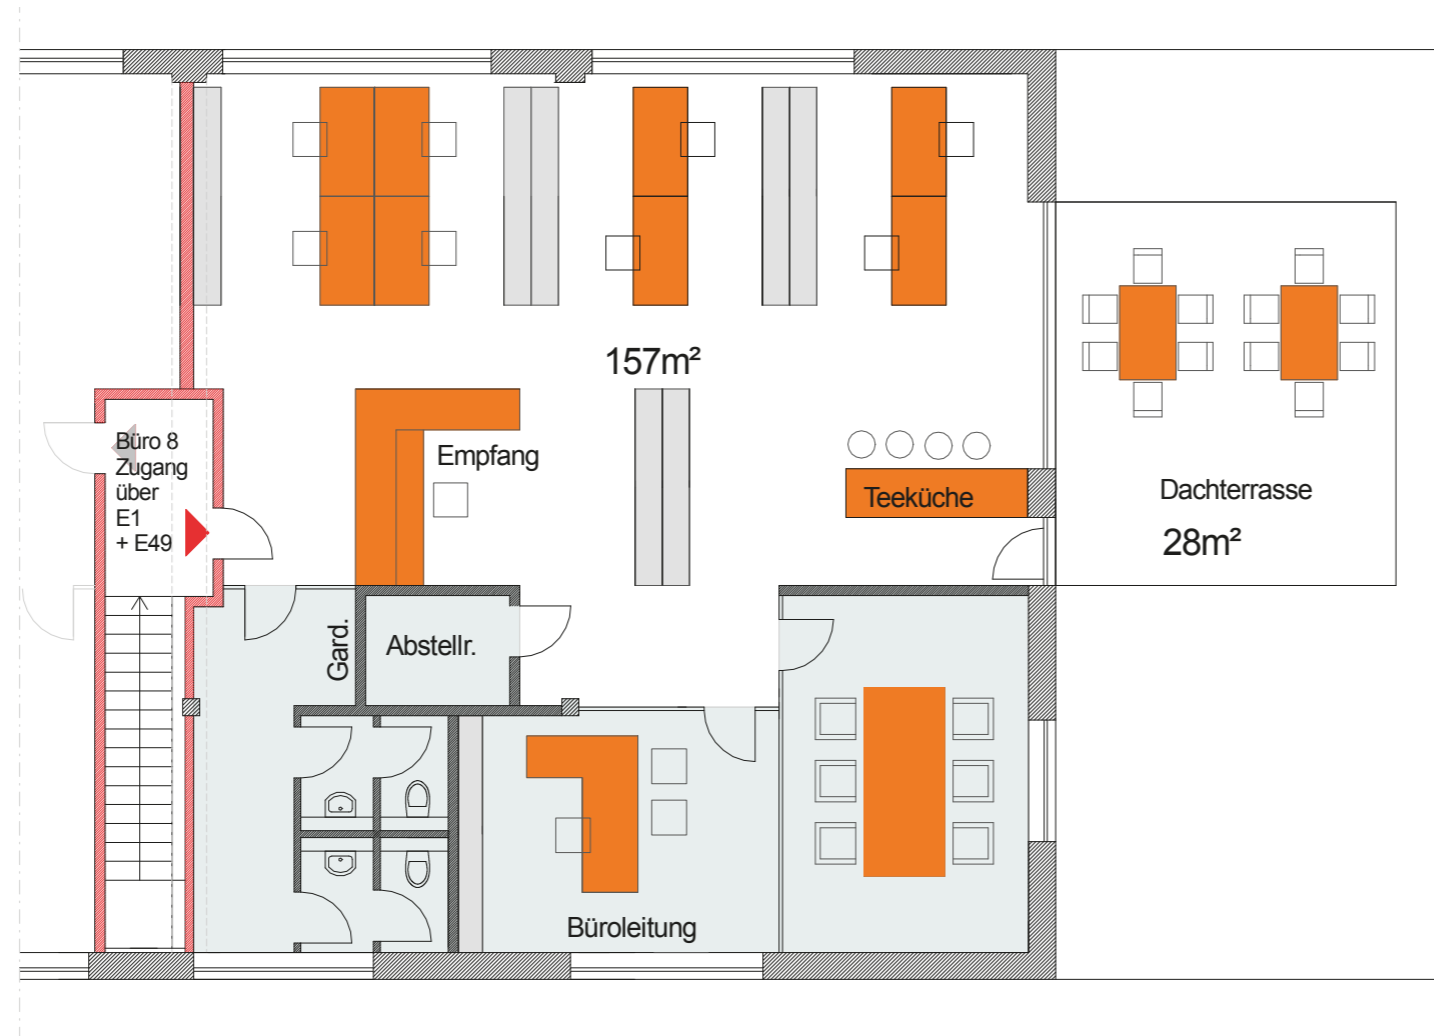 157m²
Büro 8
Zugang
über
E1
+ E49
Empfang
Teeküche
Dachterrasse
28m²
Gard.
Abstellr.
Büroleitung